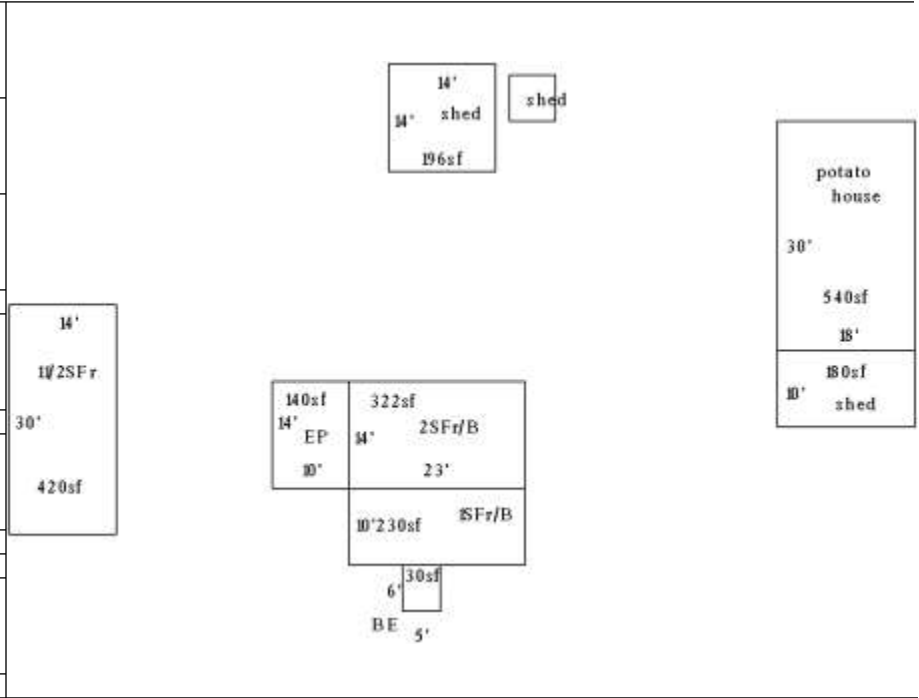 14'
14'
shed
196sf
shed
potato
house
30'
540sf
18'
180sf
10'
shed
14'
11/2SFr
30'
420sf
140sf
14'
EP
10'
322sf
2SFr/B
14'
23'
1SFr/B
10'230sf
30sf
6'
BE
5'